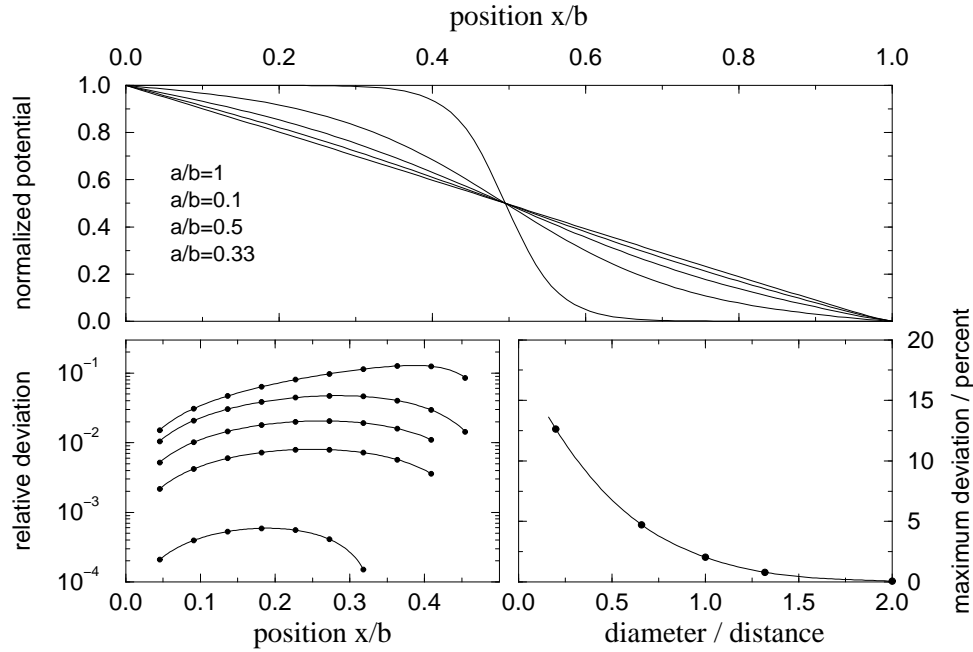 position x/b
0.0 0.2 0.4 0.6 0.8 1.0
normalized potential
1.0
0.8
0.6
0.4
0.2
0.0
a/b=1
a/b=0.1
a/b=0.5
a/b=0.33
relative deviation
10⁻¹
10⁻²
10⁻³
10⁻⁴
0.0 0.1 0.2 0.3 0.4
position x/b
20
15
10
5
0
maximum deviation / percent
0.0 0.5 1.0 1.5 2.0
diameter / distance